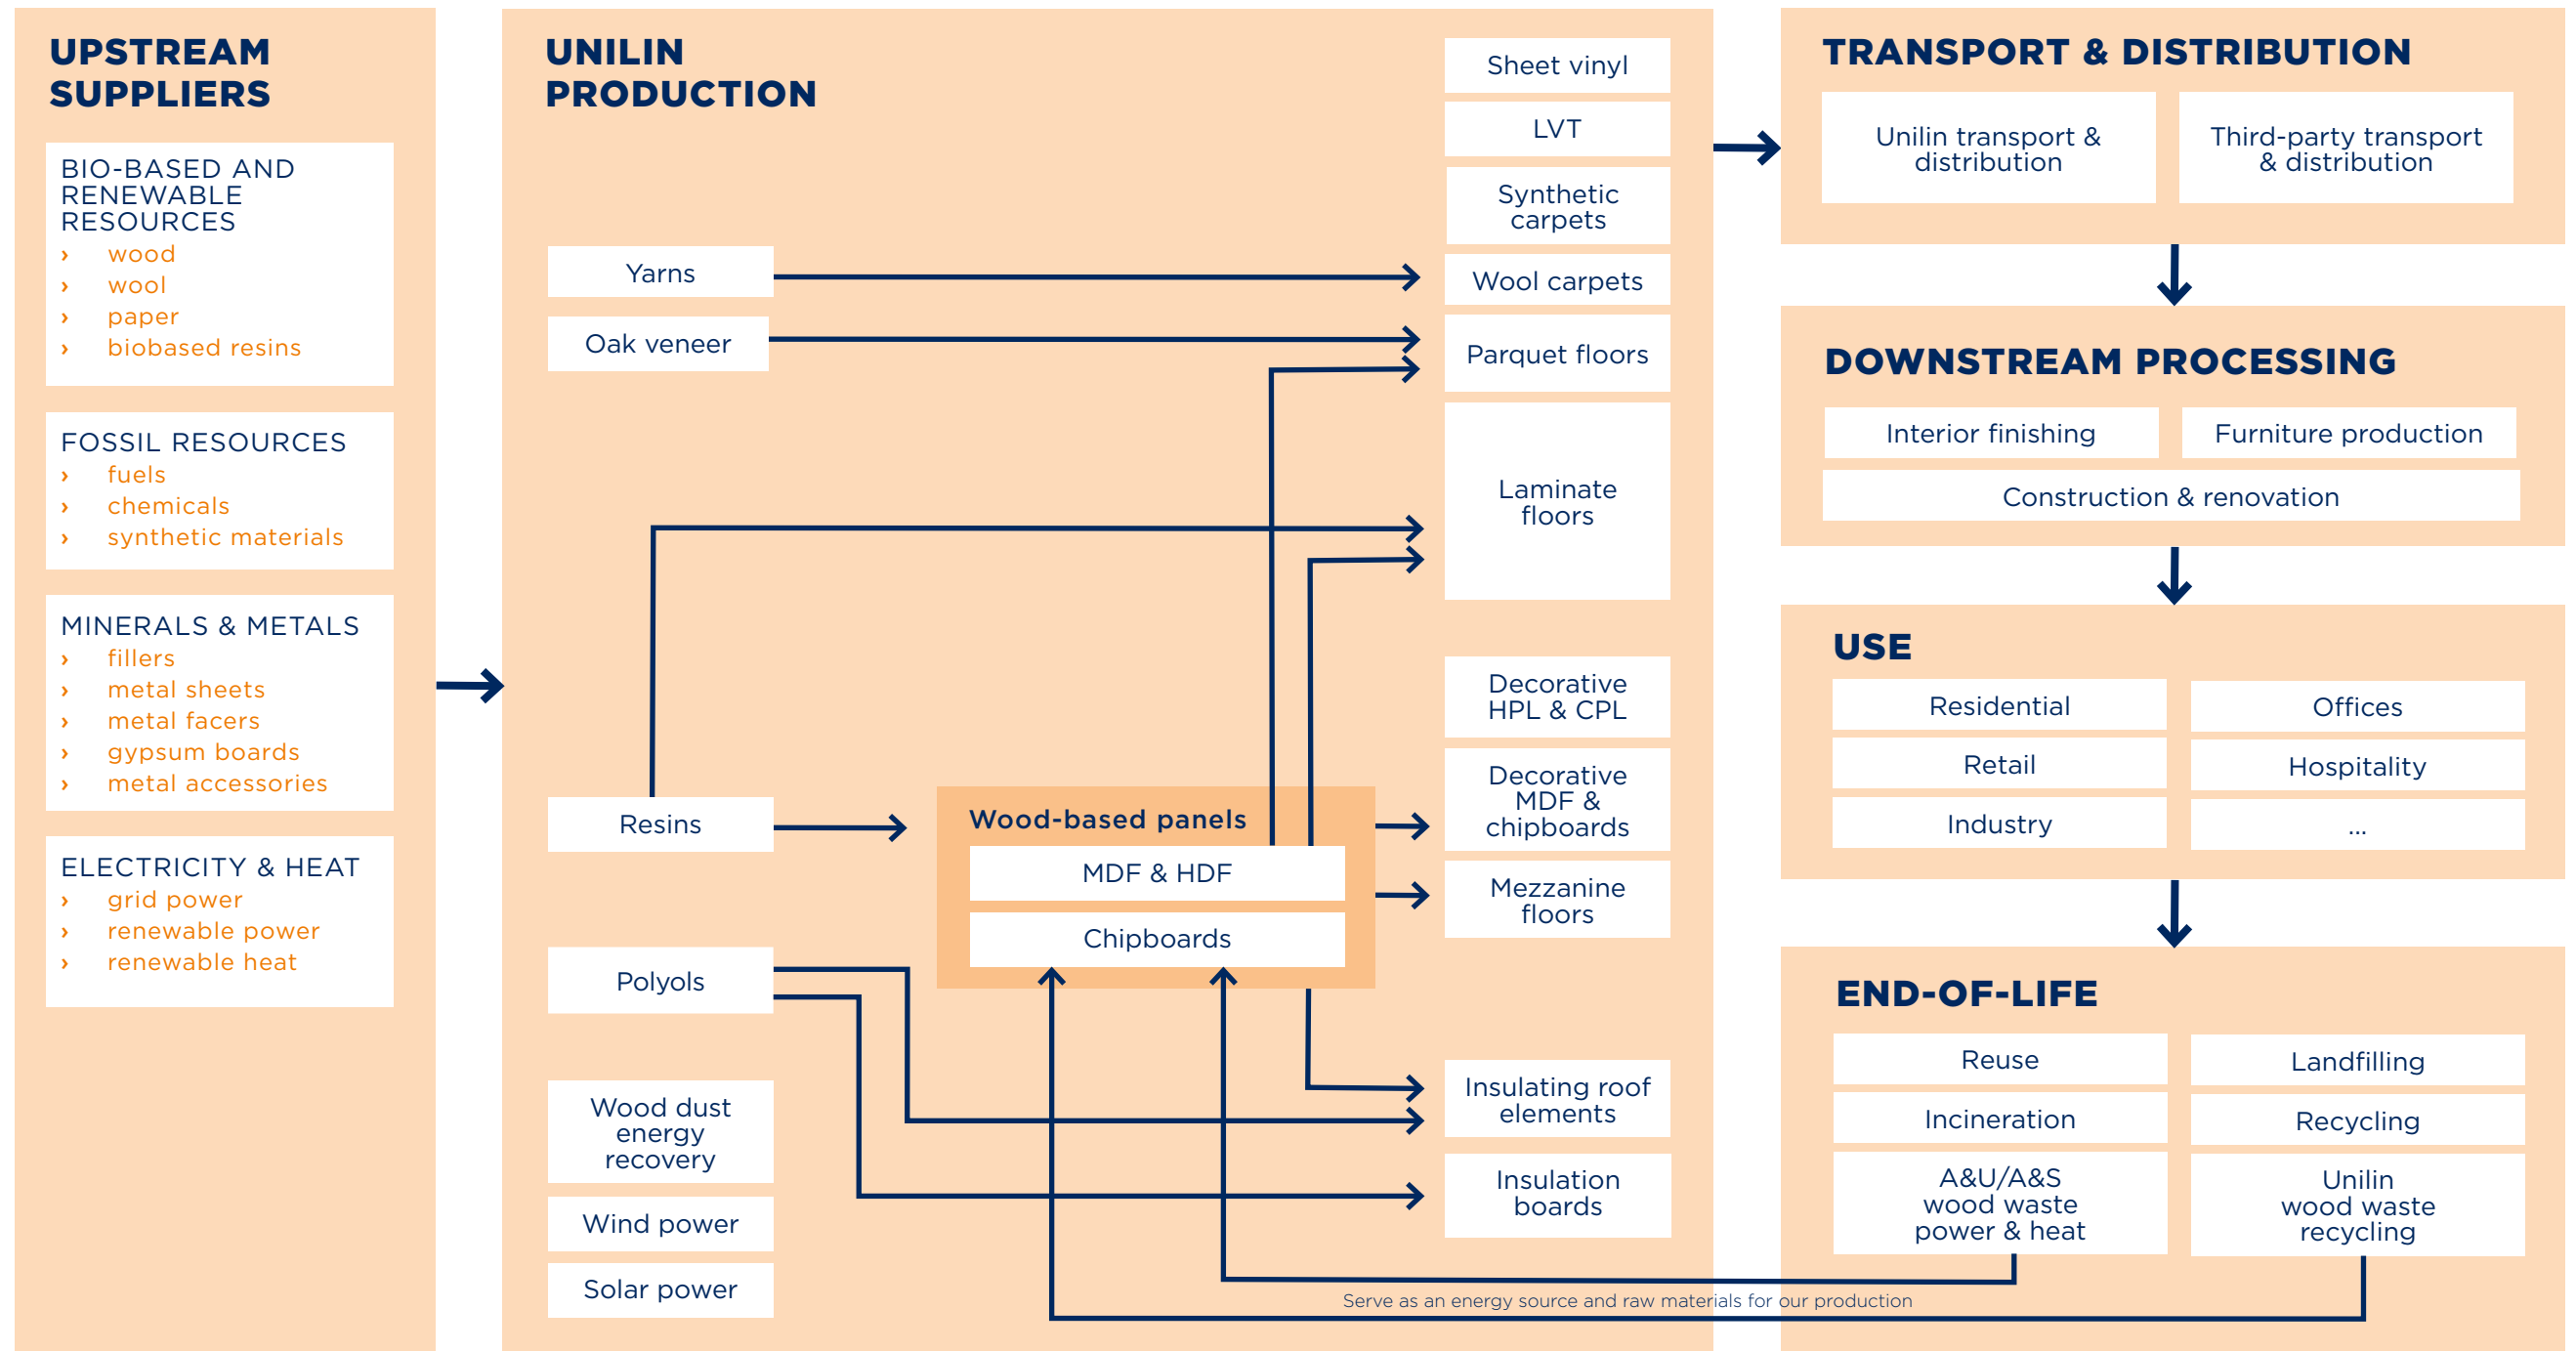 UPSTREAM
SUPPLIERS
BIO-BASED AND
RENEWABLE
RESOURCES
› wood
› wool
› paper
› biobased resins
FOSSIL RESOURCES
› fuels
› chemicals
› synthetic materials
MINERALS & METALS
› fillers
› metal sheets
› metal facers
› gypsum boards
› metal accessories
ELECTRICITY & HEAT
› grid power
› renewable power
› renewable heat
UNILIN
PRODUCTION
Yarns
Oak veneer
Resins
Polyols
Wood dust
energy
recovery
Wind power
Solar power
Wood-based panels
MDF & HDF
Chipboards
Sheet vinyl
LVT
Synthetic
carpets
Wool carpets
Parquet floors
Laminate
floors
Decorative
HPL & CPL
Decorative
MDF &
chipboards
Mezzanine
floors
Insulating roof
elements
Insulation
boards
TRANSPORT & DISTRIBUTION
Unilin transport &
distribution
Third-party transport
& distribution
DOWNSTREAM PROCESSING
Interior finishing
Furniture production
Construction & renovation
USE
Residential
Offices
Retail
Hospitality
Industry
...
END-OF-LIFE
Reuse
Landfilling
Incineration
Recycling
A&U/A&S
wood waste
power & heat
Unilin
wood waste
recycling
Serve as an energy source and raw materials for our production